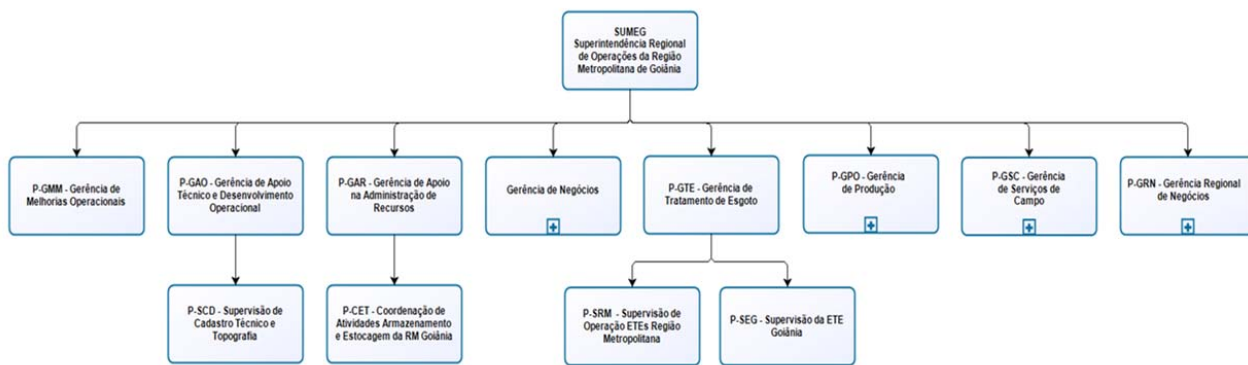 SUMEG
Superintendência Regional
de Operações da Região
Metropolitana de Goiânia
P-GMM - Gerência de
Melhorias Operacionais
P-GAO - Gerência de Apoio
Técnico e Desenvolvimento
Operacional
P-GAR - Gerência de Apoio
na Administração de
Recursos
Gerência de Negócios
P-GTE - Gerência de
Tratamento de Esgoto
P-GPO - Gerência
de Produção
P-GSC - Gerência
de Serviços de
Campo
P-GRN - Gerência Regional
de Negócios
P-SCD - Supervisão de
Cadastro Técnico e
Topografia
P-CET - Coordenação de
Atividades Armazenamento
e Estocagem da RM Goiânia
P-SRM - Supervisão de
Operação ETEs Região
Metropolitana
P-SEG - Supervisão da ETE
Goiânia